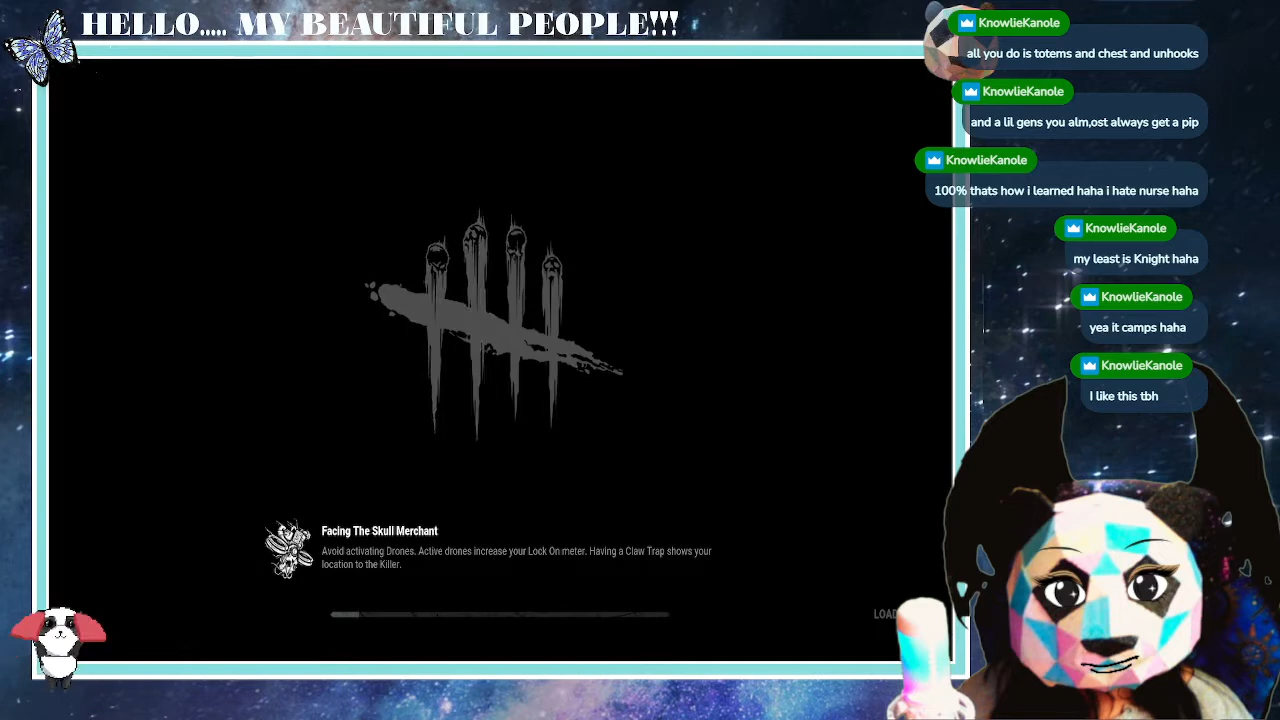 HELLO..... MY BEAUTIFUL PEOPLE!!!
KnowlieKanole
all you do is totems and chest and unhooks
KnowlieKanole
and a lil gens you alm,ost always get a pip
KnowlieKanole
100% thats how i learned haha i hate nurse haha
KnowlieKanole
my least is Knight haha
KnowlieKanole
yea it camps haha
KnowlieKanole
I like this tbh
Facing The Skull Merchant
Avoid activating Drones. Active drones increase your Lock On meter. Having a Claw Trap shows your
location to the Killer.
LOAD